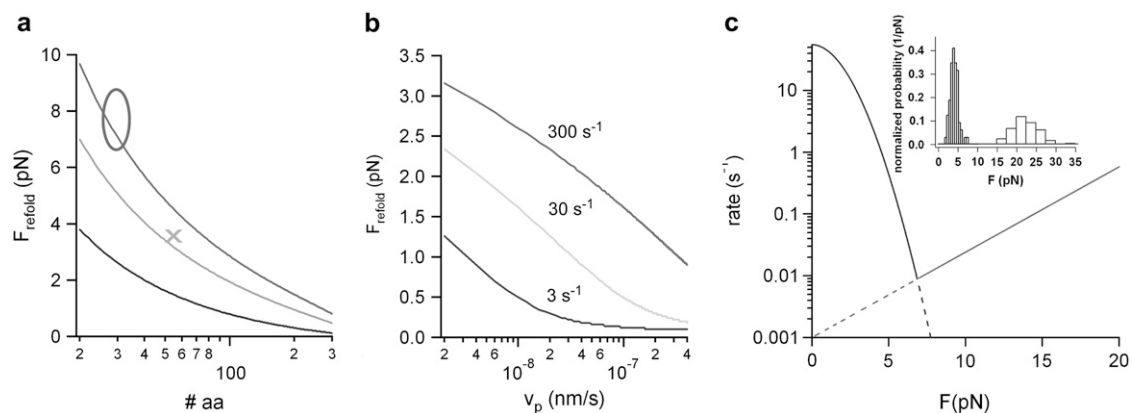 a
10
8
6
4
2
0
F_refold (pN)
2 3 4 5 6 7 8 2 3
100
# aa
b
3.5
3.0
2.5
2.0
1.5
1.0
0.5
0.0
F_refold (pN)
300 s⁻¹
30 s⁻¹
3 s⁻¹
2 4 6 2 4 6 2 4
10⁻⁸ 10⁻⁷
v_p (nm/s)
c
10
1
0.1
0.01
0.001
rate (s⁻¹)
0 5 10 15 20
F(pN)
normalized probability (1/pN)
0.4
0.3
0.2
0.1
0.0
0 5 10 15 20 25 30 35
F (pN)